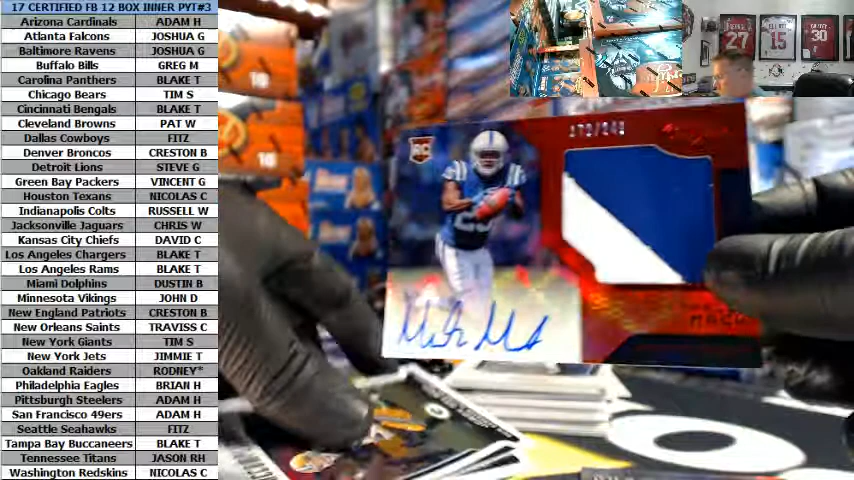 17 CERTIFIED FB 12 BOX INNER PYT#3
Arizona Cardinals ADAM H
Atlanta Falcons JOSHUA G
Baltimore Ravens JOSHUA G
Buffalo Bills GREG M
Carolina Panthers BLAKE T
Chicago Bears TIM S
Cincinnati Bengals BLAKE T
Cleveland Browns PAT W
Dallas Cowboys FITZ
Denver Broncos CRESTON B
Detroit Lions STEVE G
Green Bay Packers VINCENT G
Houston Texans NICOLAS C
Indianapolis Colts RUSSELL W
Jacksonville Jaguars CHRIS W
Kansas City Chiefs DAVID C
Los Angeles Chargers BLAKE T
Los Angeles Rams BLAKE T
Miami Dolphins DUSTIN B
Minnesota Vikings JOHN D
New England Patriots CRESTON B
New Orleans Saints TRAVISS C
New York Giants TIM S
New York Jets JIMMIE T
Oakland Raiders RODNEY*
Philadelphia Eagles BRIAN H
Pittsburgh Steelers ADAM H
San Francisco 49ers ADAM H
Seattle Seahawks FITZ
Tampa Bay Buccaneers BLAKE T
Tennessee Titans JASON RH
Washington Redskins NICOLAS C
27
15
30
RC
MACK